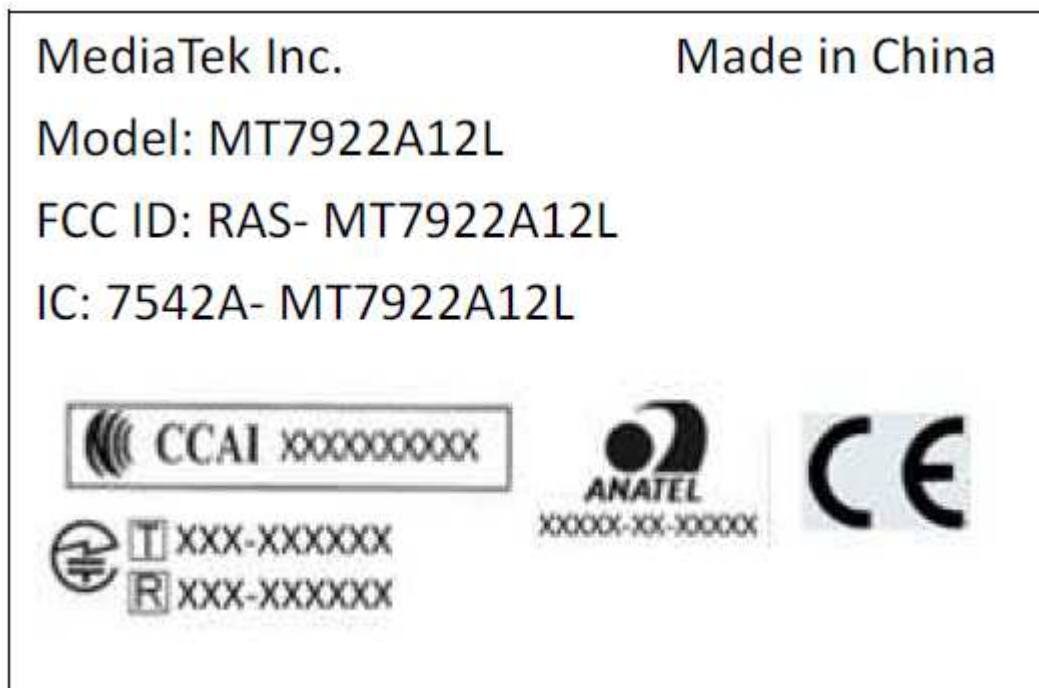 MediaTek Inc. Made in China
Model: MT7922A12L
FCC ID: RAS- MT7922A12L
IC: 7542A- MT7922A12L
CCAI XXXXXXXXXX
ANATEL
XXXXX-XX-XXXXX
CE
T XXX-XXXXXX
R XXX-XXXXXX